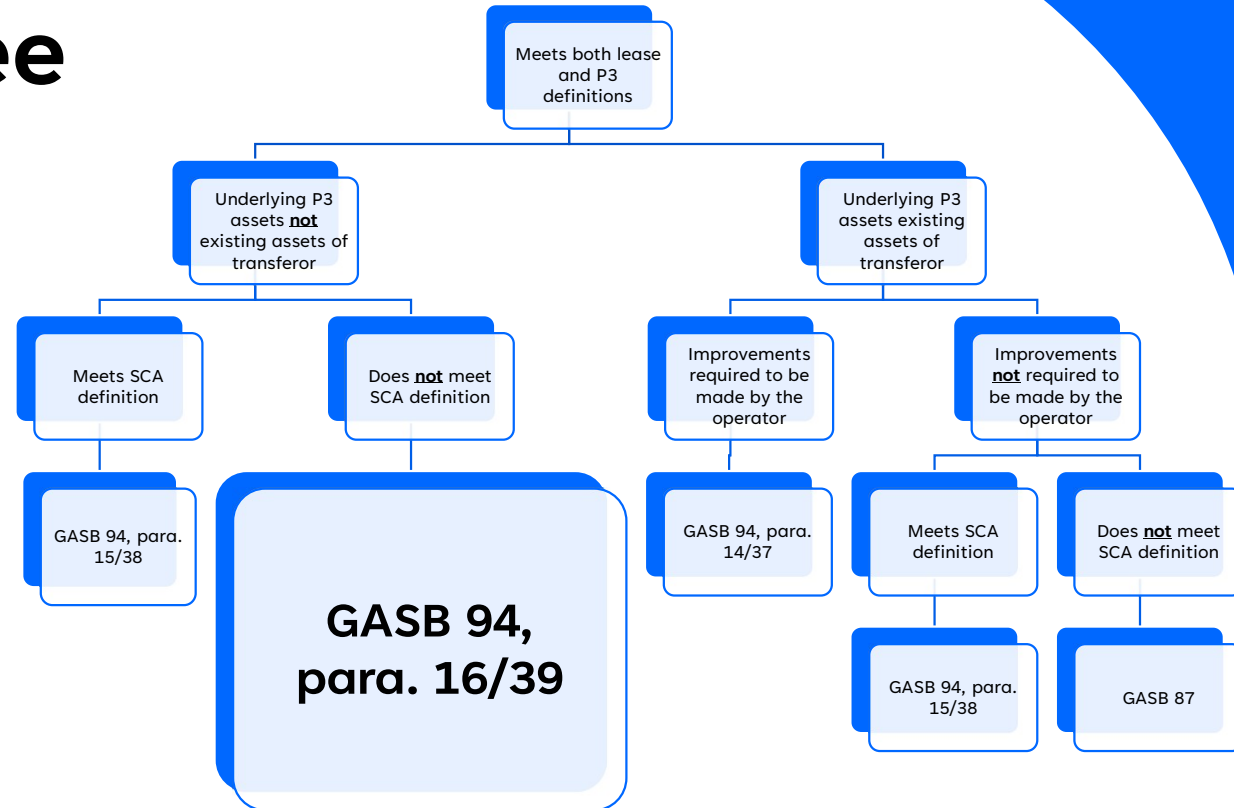 ee
Meets both lease
and P3
definitions
Underlying P3
assets not
existing assets of
transferor
Underlying P3
assets existing
assets of
transferor
Meets SCA
definition
Does not meet
SCA definition
Improvements
required to be
made by the
operator
Improvements
not required to
be made by the
operator
GASB 94, para.
15/38
GASB 94,
para. 16/39
GASB 94, para.
14/37
Meets SCA
definition
Does not meet
SCA definition
GASB 94, para.
15/38
GASB 87